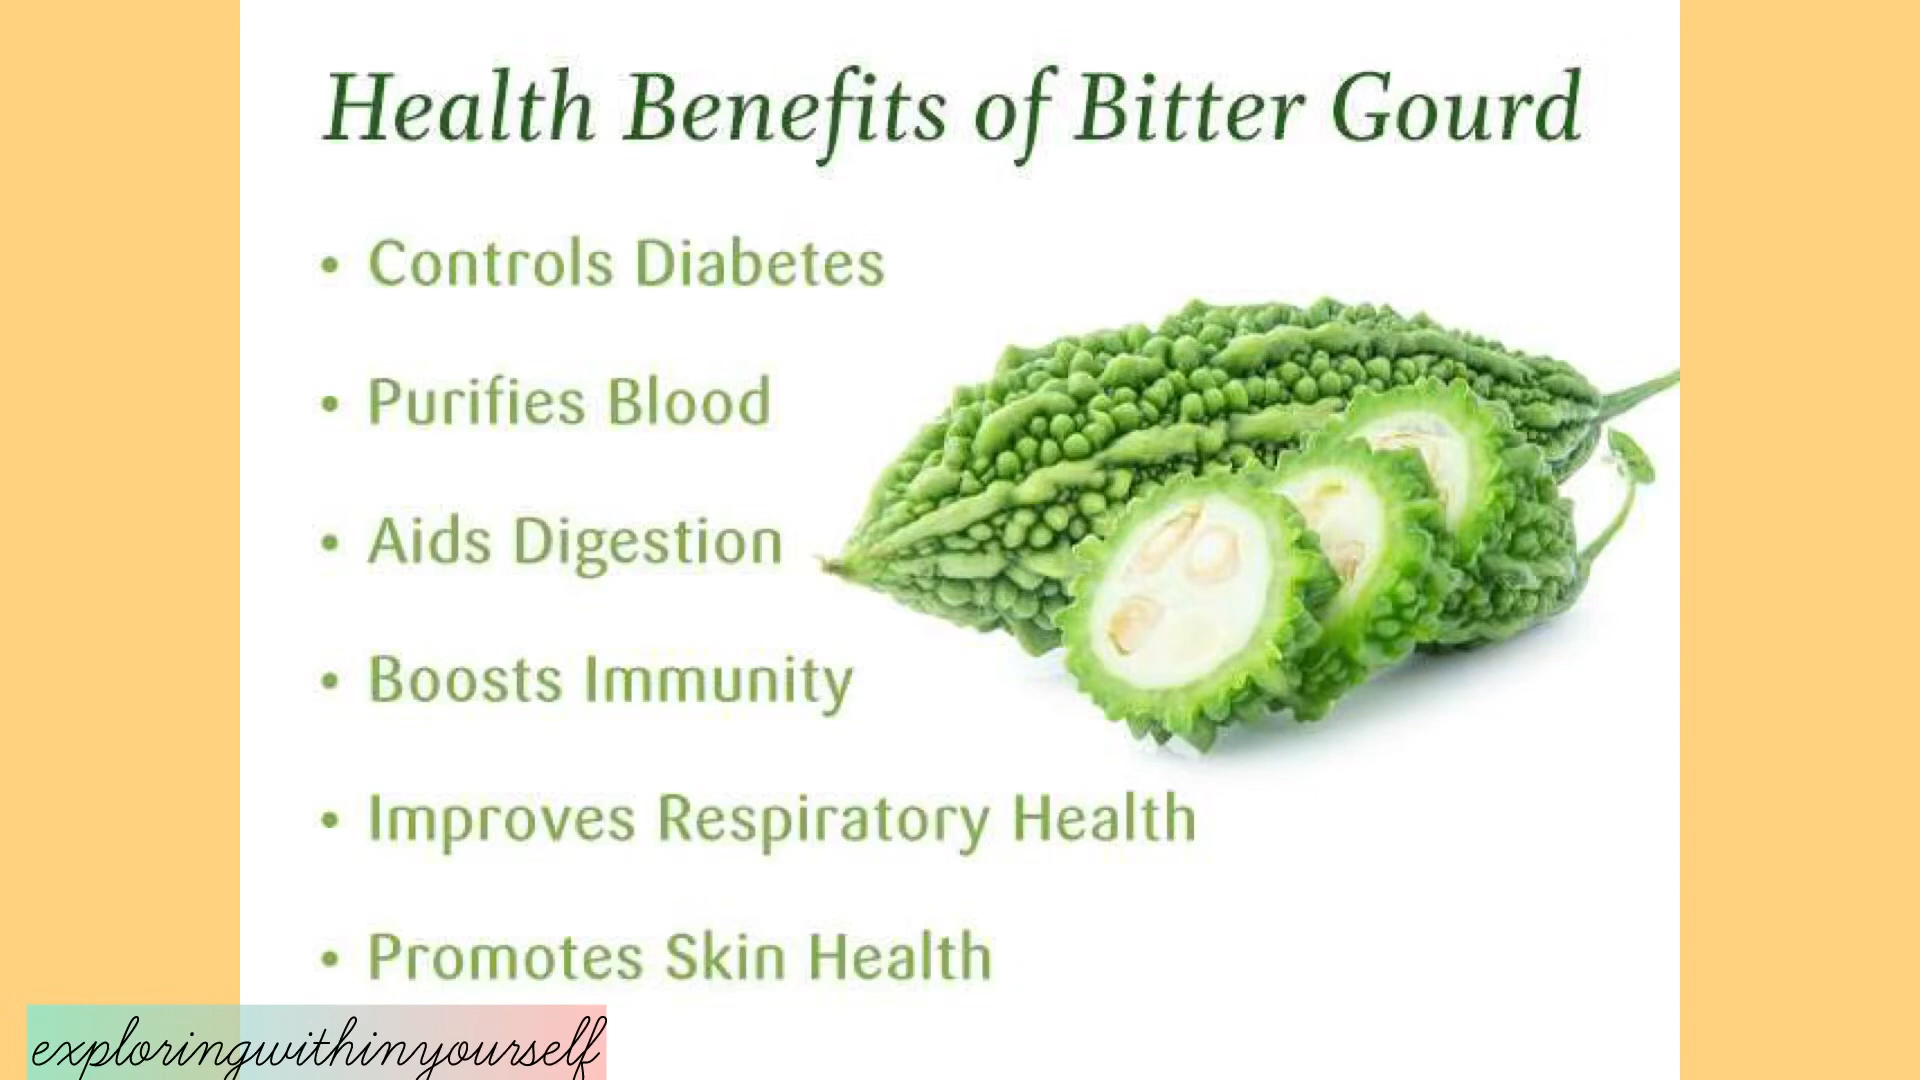 Health Benefits of Bitter Gourd
• Controls Diabetes
• Purifies Blood
• Aids Digestion
• Boosts Immunity
• Improves Respiratory Health
• Promotes Skin Health
exploringwithinyourself